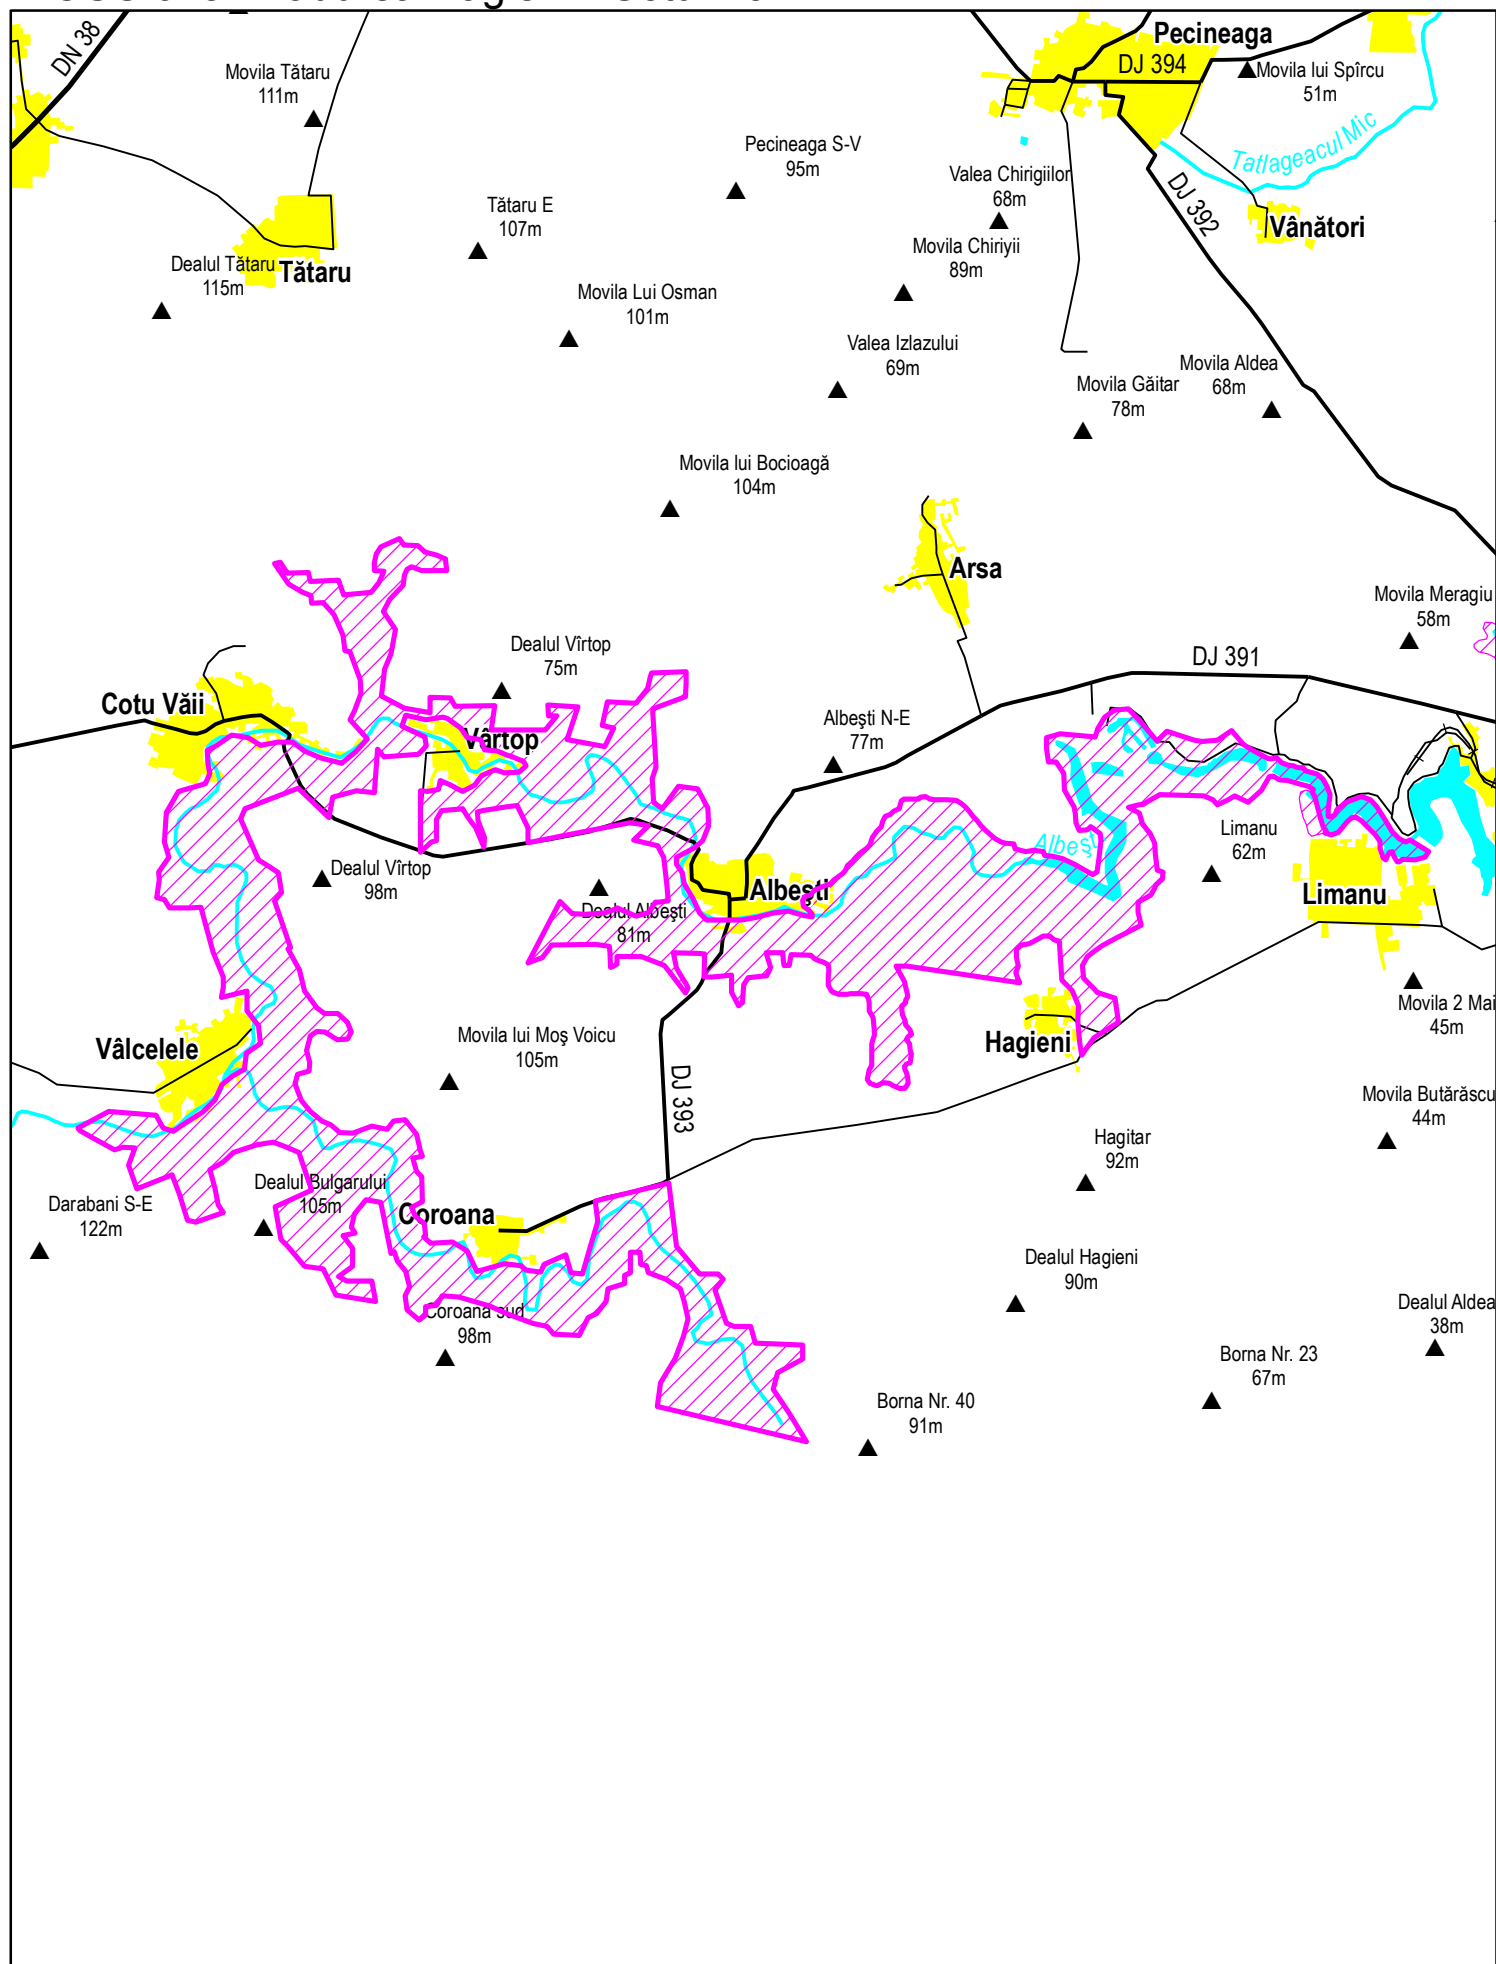 DN 38
Pecineaga
DJ 394
Movila Tătaru
111m
Movila lui Spîrcu
51m
Tatlageacul Mic
Pecineaga S-V
95m
Valea Chirigiilor
68m
DJ 392
Tătaru E
107m
Vânători
Movila Chiriyii
89m
Dealul Tătaru
115m
Tătaru
Movila Lui Osman
101m
Valea Izlazului
69m
Movila Aldea
68m
Movila Găitar
78m
Movila lui Bocioagă
104m
Arsa
Movila Meragiu
58m
Dealul Vîrtop
75m
DJ 391
Cotu Văii
Albeşti N-E
77m
Vârtop
Limanu
62m
Albeşt
Dealul Vîrtop
98m
Albeşti
Limanu
Dealul Albeşti
81m
Movila 2 Mai
45m
Vâlcelele
Movila lui Moş Voicu
105m
Hagieni
DJ 393
Movila Butărăscu
44m
Hagitar
92m
Dealul Bulgarului
105m
Darabani S-E
122m
Coroana
Dealul Hagieni
90m
Coroana sud
98m
Dealul Aldea
38m
Borna Nr. 23
67m
Borna Nr. 40
91m